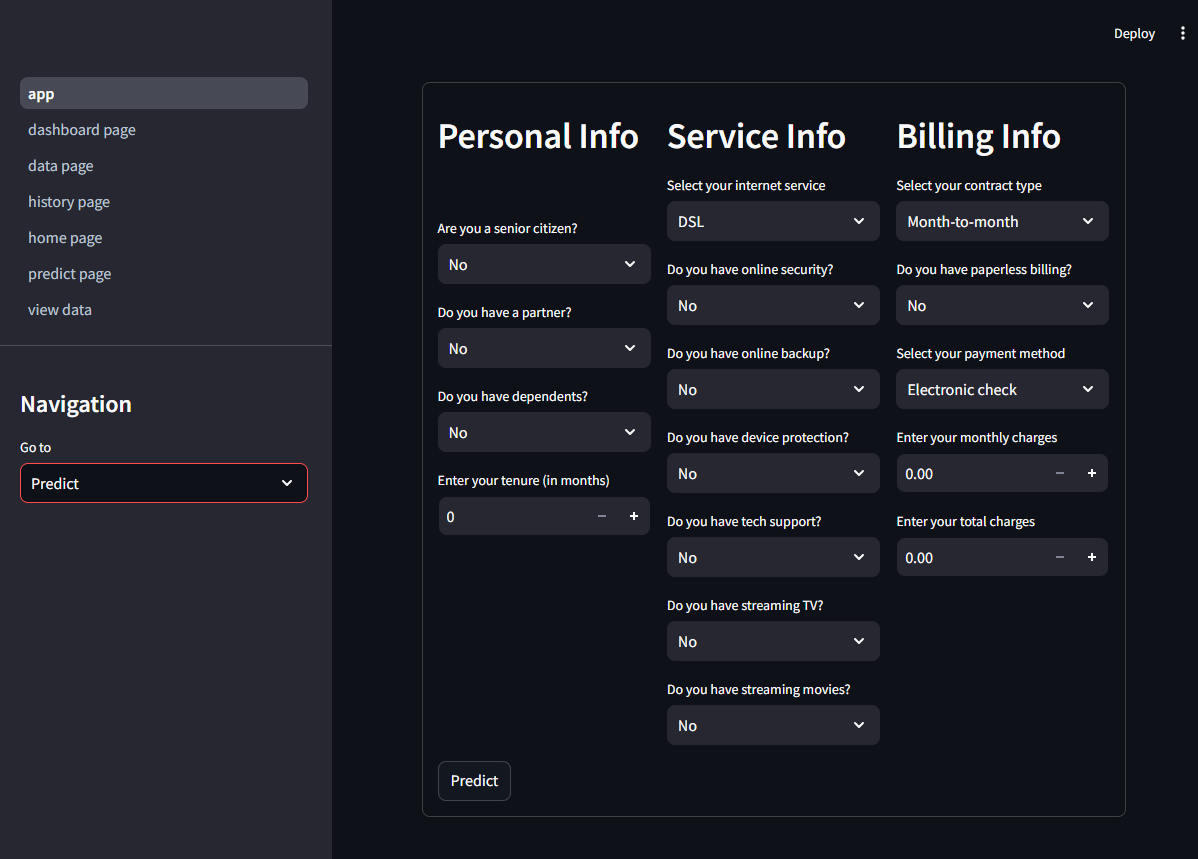 Deploy
app
dashboard page
data page
history page
home page
predict page
view data
Navigation
Go to
Predict
Personal Info
Are you a senior citizen?
No
Do you have a partner?
No
Do you have dependents?
No
Enter your tenure (in months)
0
Service Info
Select your internet service
DSL
Do you have online security?
No
Do you have online backup?
No
Do you have device protection?
No
Do you have tech support?
No
Do you have streaming TV?
No
Do you have streaming movies?
No
Billing Info
Select your contract type
Month-to-month
Do you have paperless billing?
No
Select your payment method
Electronic check
Enter your monthly charges
0.00
Enter your total charges
0.00
Predict